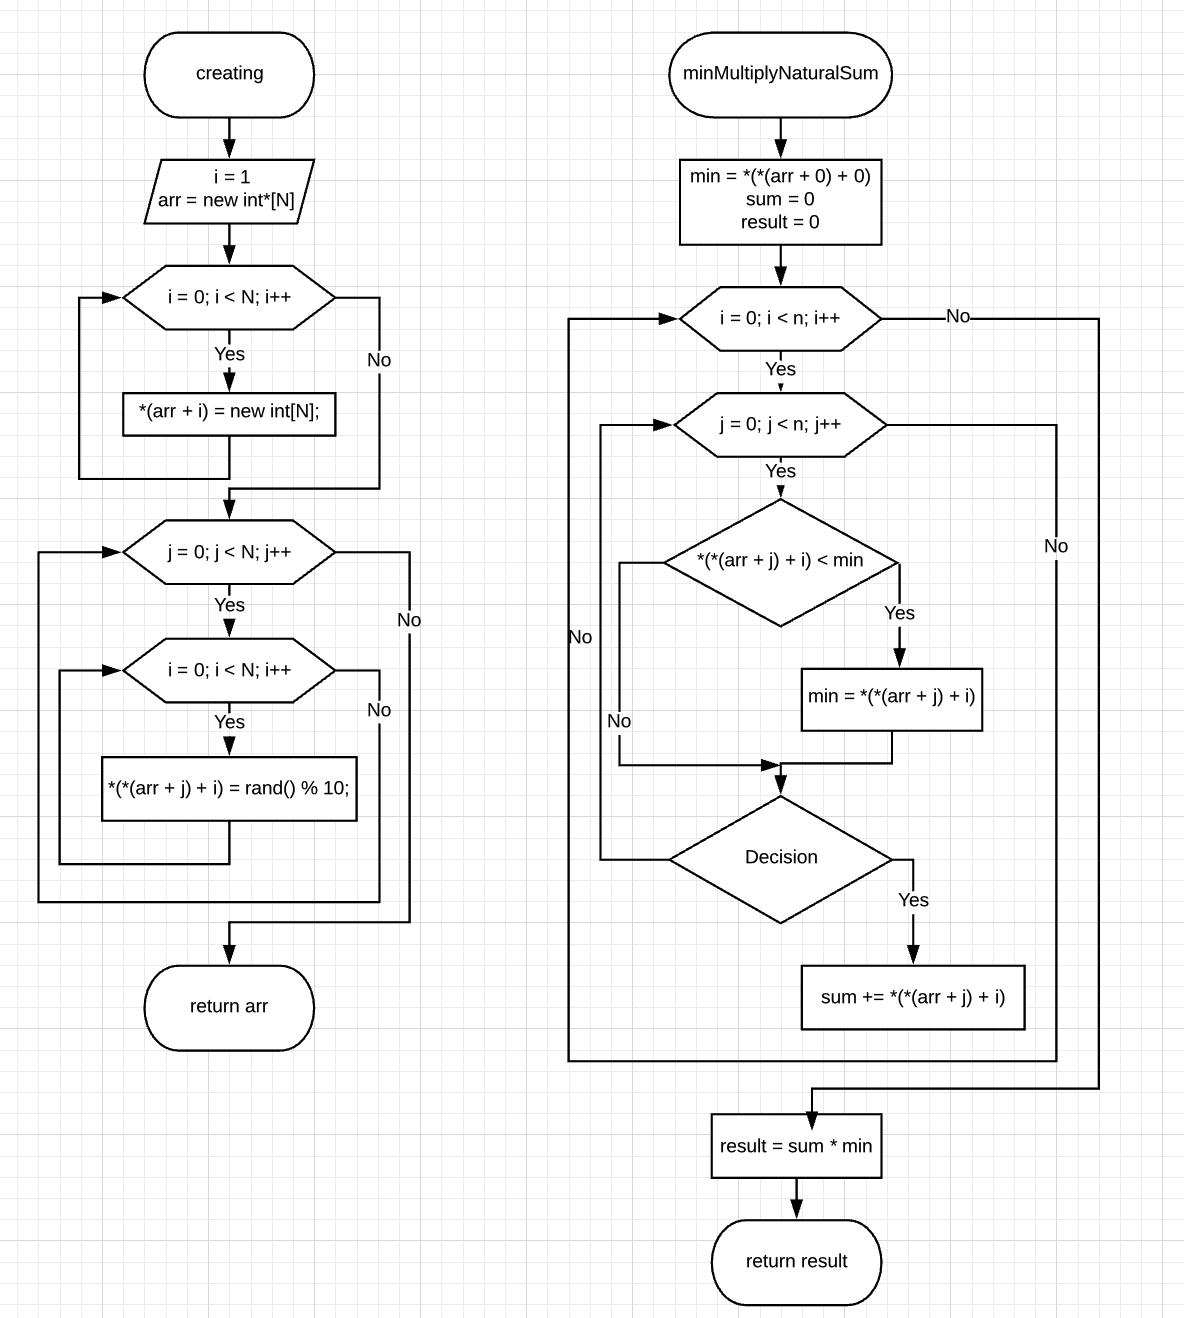 creating
i = 1
arr = new int*[N]
i = 0; i < N; i++
Yes
No
*(arr + i) = new int[N];
j = 0; j < N; j++
Yes
No
i = 0; i < N; i++
Yes
No
*(*(arr + j) + i) = rand() % 10;
return arr
minMultiplyNaturalSum
min = *(*(arr + 0) + 0)
sum = 0
result = 0
i = 0; i < n; i++
No
Yes
j = 0; j < n; j++
Yes
No
*(*(arr + j) + i) < min
Yes
No
No
min = *(*(arr + j) + i)
Decision
Yes
sum += *(*(arr + j) + i)
result = sum * min
return result